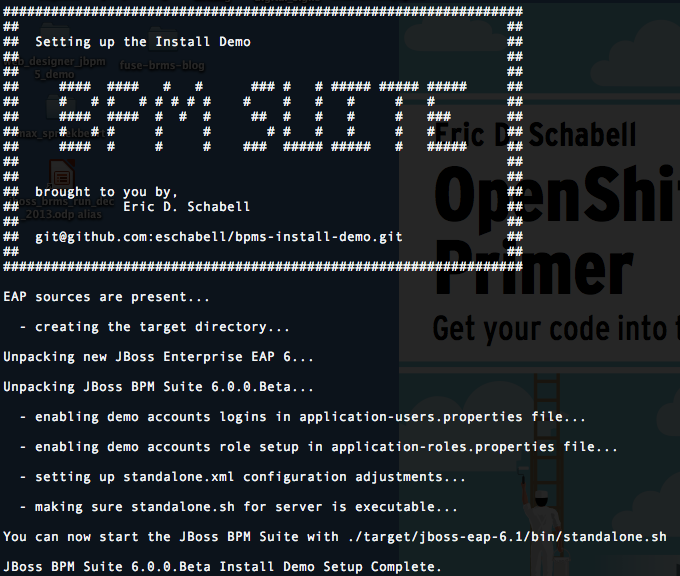 ################################################################# 
##                                                             ##
##  Setting up the Install Demo                                ##
##                                                             ##
##                                                             ##
##     ####  ####   #   #      ### #   # ##### ##### #####     ##
##     #   # #   # # # # #    #    #   #   #     #   #         ##
##     ####  ####  #  #  #     ##  #   #   #     #   ###       ##
##     #   # #     #     #       # #   #   #     #   #         ##
##     ####  #     #     #    ###  ##### #####   #   #####     ##
##                                                             ##
##                                                             ##
##  brought to you by,                                         ##
##             Eric D. Schabell                                ##
##                                                             ##
##  git@github.com:eschabell/bpms-install-demo.git             ##
##                                                             ##
#################################################################
EAP sources are present...
- creating the target directory...
Unpacking new JBoss Enterprise EAP 6...
Unpacking JBoss BPM Suite 6.0.0.Beta...
- enabling demo accounts logins in application-users.properties file...
- enabling demo accounts role setup in application-roles.properties file...
- setting up standalone.xml configuration adjustments...
- making sure standalone.sh for server is executable...
You can now start the JBoss BPM Suite with ./target/jboss-eap-6.1/bin/standalone.sh
JBoss BPM Suite 6.0.0.Beta Install Demo Setup Complete.
fuse-brms-blog
2013.odp alias
Eric D. Schabell
OpenShi
Primer
Get your code into t